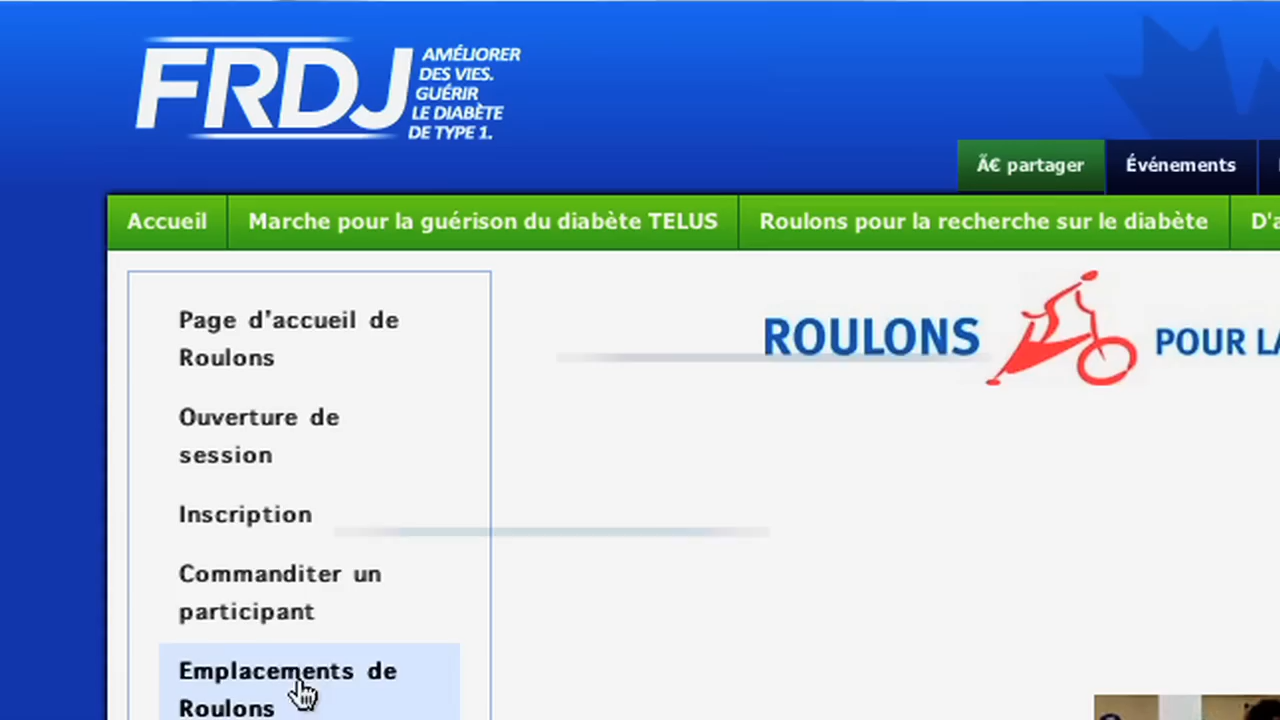 FRDJ
AMÉLIORER
DES VIES.
GUÉRIR
LE DIABÈTE
DE TYPE 1.
Ã€ partager
Événements
Accueil
Marche pour la guérison du diabète TELUS
Roulons pour la recherche sur le diabète
D'a
Page d'accueil de
Roulons
Ouverture de
session
Inscription
Commanditer un
participant
Emplacements de
Roulons
ROULONS POUR LA